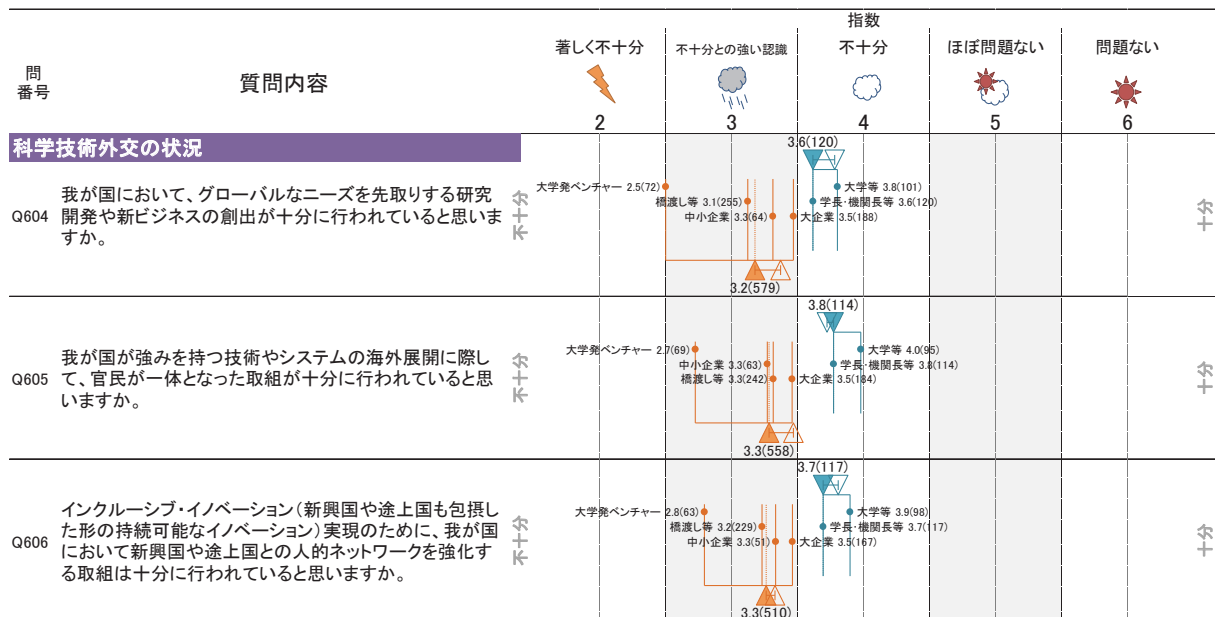 指数
著しく不十分
不十分との強い認識
不十分
ほぼ問題ない
問題ない
問
番号
質問内容
2
3
4
5
6
科学技術外交の状況
Q604
我が国において、グローバルなニーズを先取りする研究
開発や新ビジネスの創出が十分に行われていると思いま
すか。
不十分
3.6(120)
大学発ベンチャー 2.5(72)
大学等 3.8(101)
橋渡し等 3.1(255)
学長・機関長等 3.6(120)
中小企業 3.3(64)
大企業 3.5(188)
3.2(579)
十分
Q605
我が国が強みを持つ技術やシステムの海外展開に際し
て、官民が一体となった取組が十分に行われていると思
いますか。
不十分
3.8(114)
大学発ベンチャー 2.7(69)
大学等 4.0(95)
中小企業 3.3(63)
学長・機関長等 3.8(114)
橋渡し等 3.3(242)
大企業 3.5(184)
3.3(558)
十分
Q606
インクルーシブ・イノベーション(新興国や途上国も包摂し
た形の持続可能なイノベーション)実現のために、我が国
において新興国や途上国との人的ネットワークを強化す
る取組は十分に行われていると思いますか。
不十分
3.7(117)
大学発ベンチャー 2.8(63)
大学等 3.9(98)
橋渡し等 3.2(229)
学長・機関長等 3.7(117)
中小企業 3.3(51)
大企業 3.5(167)
3.3(510)
十分